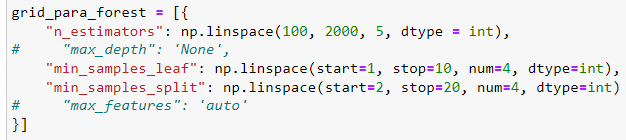 grid_para_forest = [{
    "n_estimators": np.linspace(100, 2000, 5, dtype = int),
#     "max_depth": 'None',
    "min_samples_leaf": np.linspace(start=1, stop=10, num=4, dtype=int),
    "min_samples_split": np.linspace(start=2, stop=20, num=4, dtype=int)
#     "max_features": 'auto'
}]